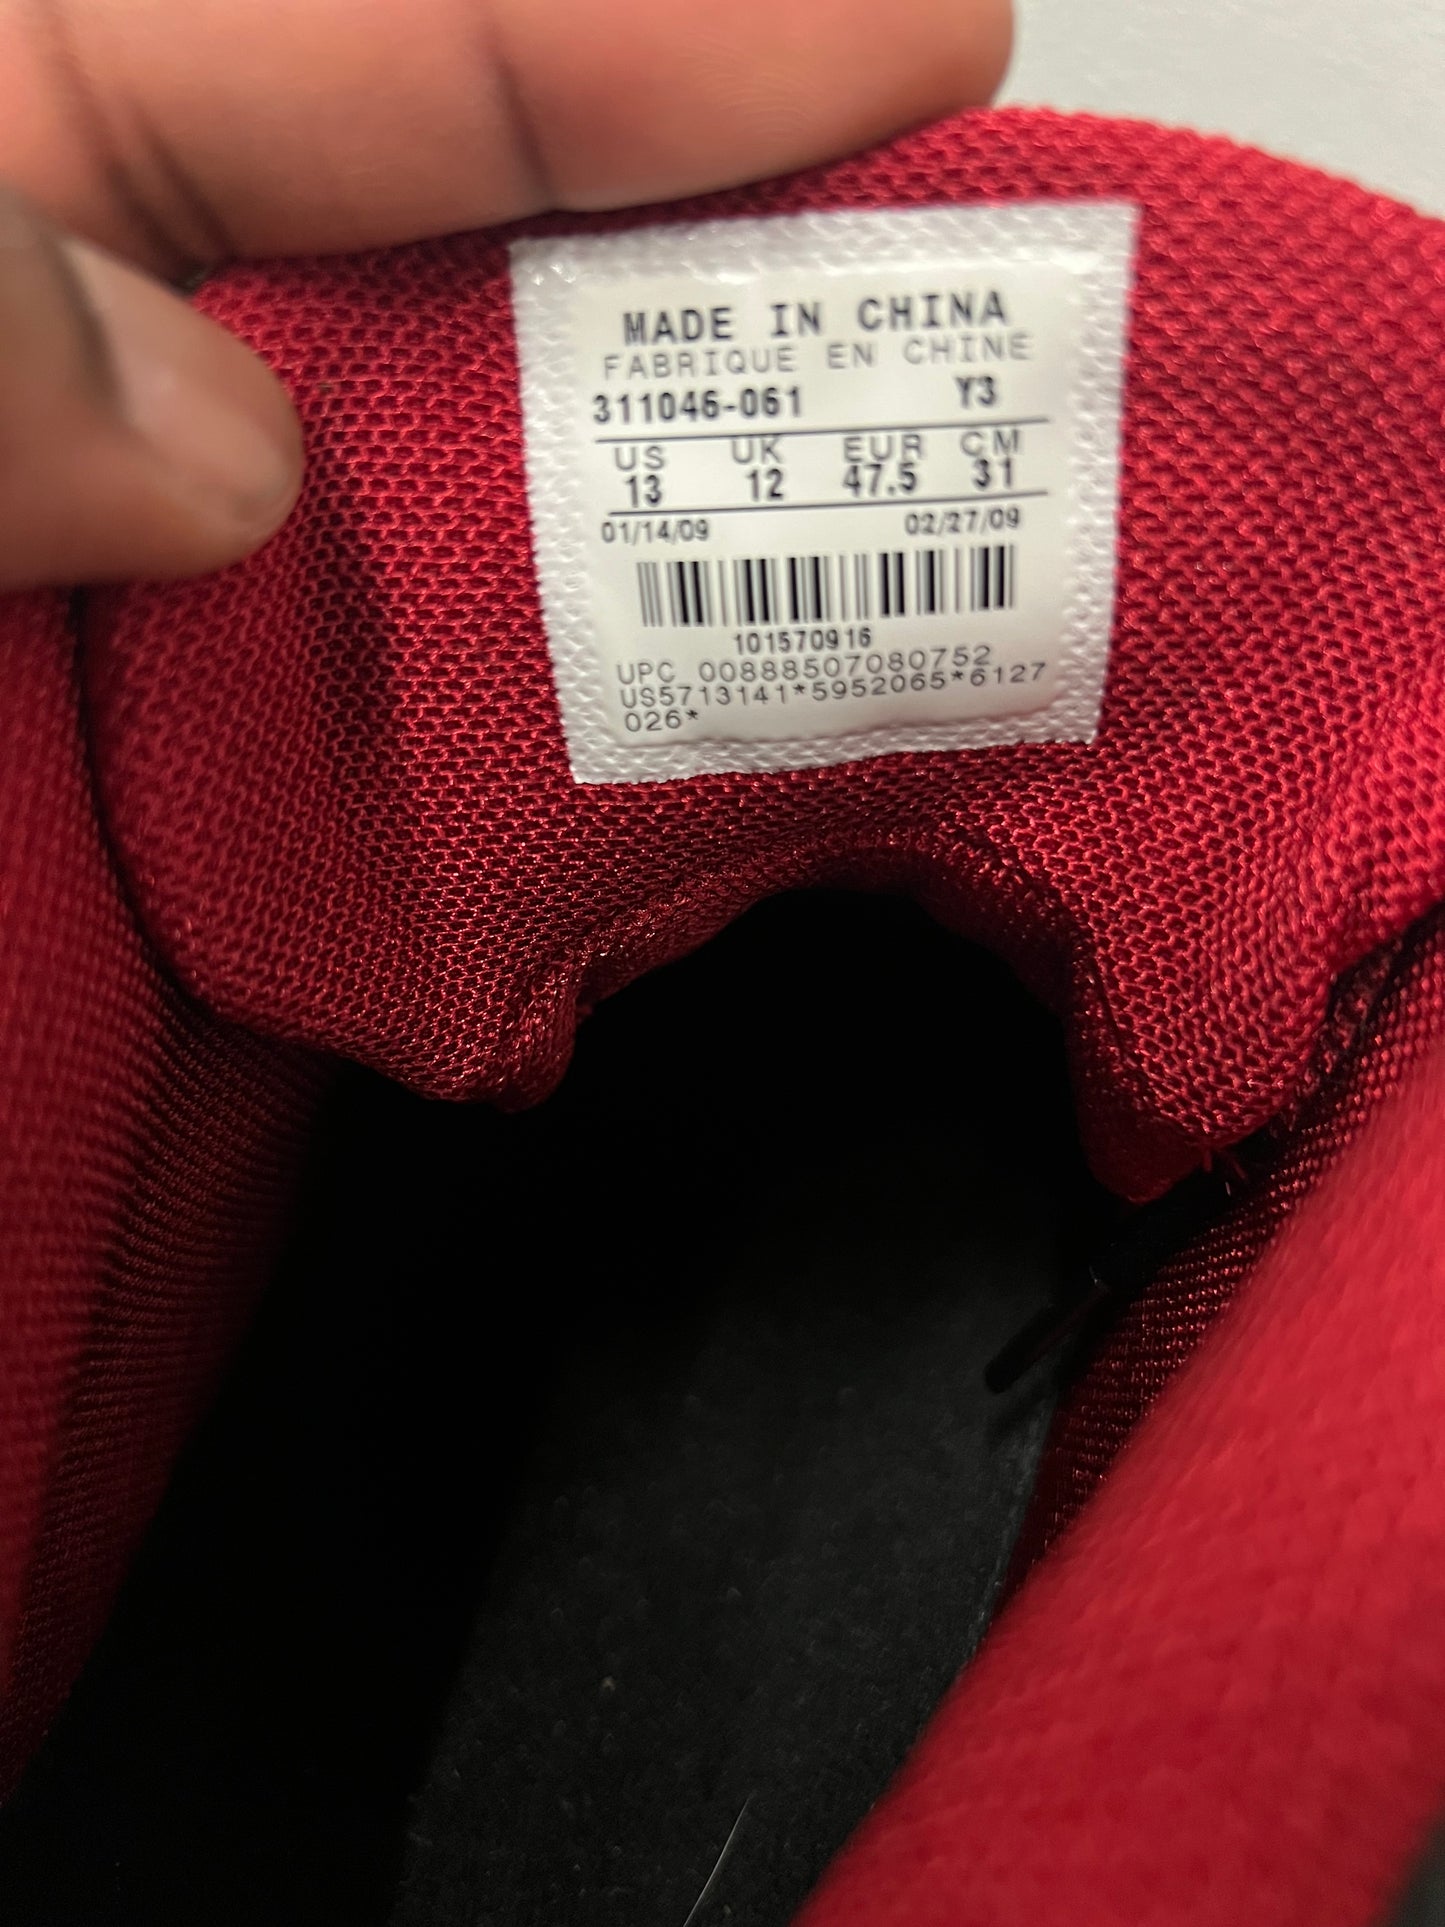 MADE IN CHINA
FABRIQUE EN CHINE
311046-061 Y3
US UK EUR CM
13 12 47.5 31
01/14/09 02/27/09
101570916
UPC 00888507080752
US5713141*5952065*6127
026*